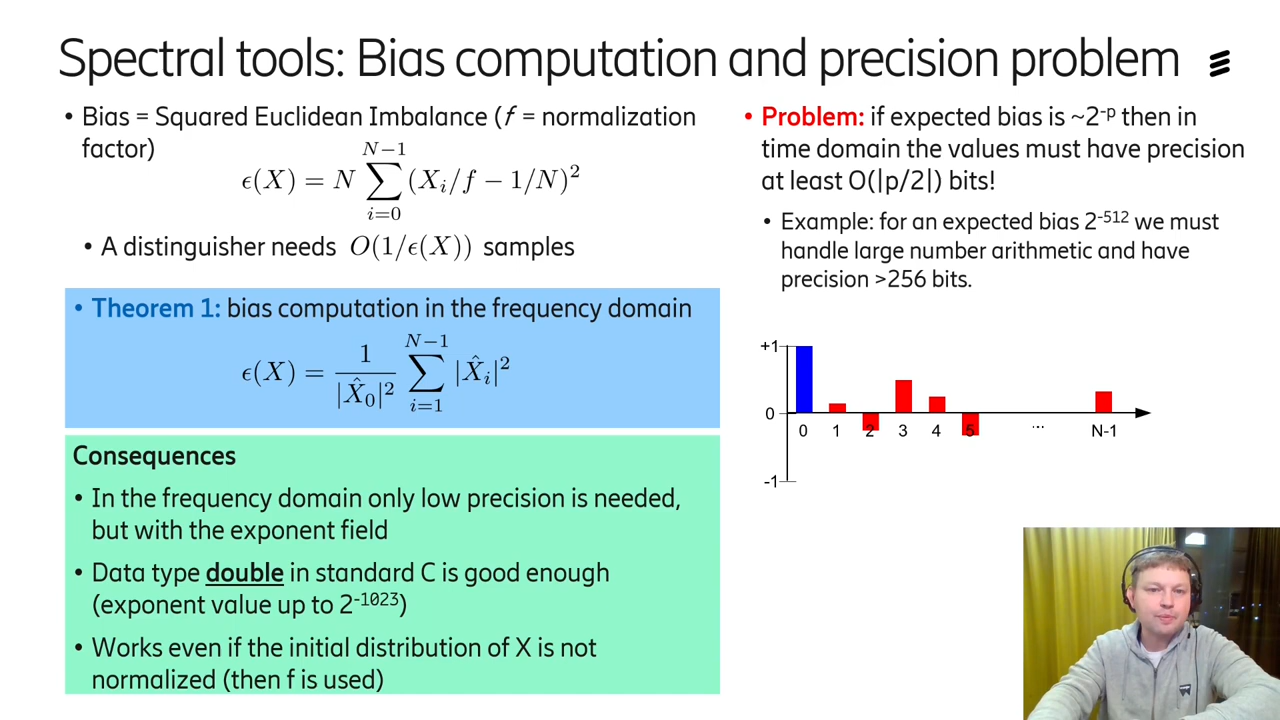 Spectral tools: Bias computation and precision problem
• Bias = Squared Euclidean Imbalance (f = normalization
factor)
ϵ(X) = N ∑_{i=0}^{N−1} (X_i/f − 1/N)^2
• A distinguisher needs O(1/ϵ(X)) samples
• Theorem 1: bias computation in the frequency domain
ϵ(X) = \frac{1}{|X̂_0|^2} ∑_{i=1}^{N−1} |X̂_i|^2
Consequences
• In the frequency domain only low precision is needed,
but with the exponent field
• Data type double in standard C is good enough
(exponent value up to 2^{-1023})
• Works even if the initial distribution of X is not
normalized (then f is used)
• Problem: if expected bias is ~2^{-p} then in
time domain the values must have precision
at least O(|p/2|) bits!
• Example: for an expected bias 2^{-512} we must
handle large number arithmetic and have
precision >256 bits.
+1
0
0 1 2 3 4 5 ... N-1
-1